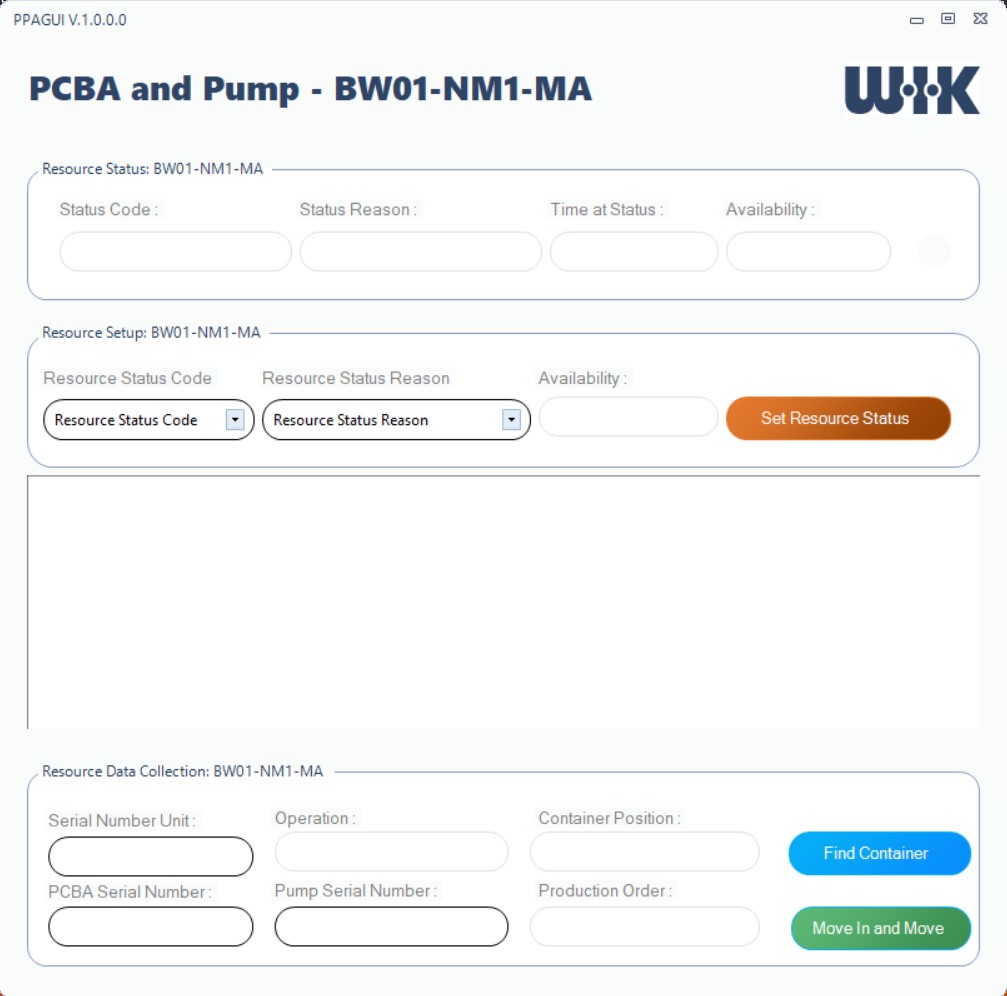 PPAGUI V.1.0.0.0
PCBA and Pump - BW01-NM1-MA
WIK
Resource Status: BW01-NM1-MA
Status Code : Status Reason : Time at Status : Availability :
Resource Setup: BW01-NM1-MA
Resource Status Code Resource Status Reason Availability :
Resource Status Code Resource Status Reason Set Resource Status
Resource Data Collection: BW01-NM1-MA
Serial Number Unit : Operation : Container Position :
Find Container
PCBA Serial Number : Pump Serial Number : Production Order :
Move In and Move